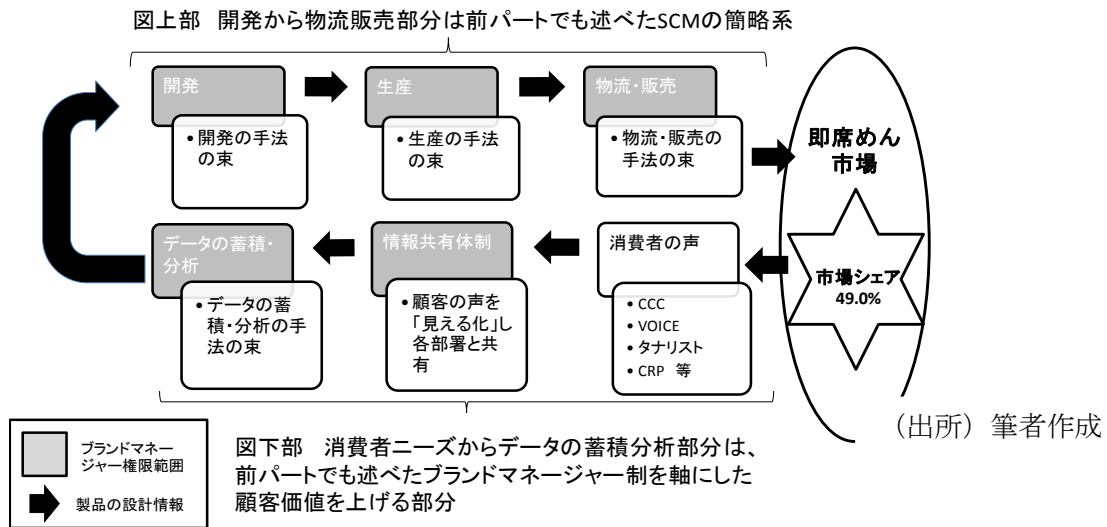 図上部 開発から物流販売部分は前パートでも述べたSCMの簡略系
開発
• 開発の手法
の束
生産
• 生産の手法
の束
物流・販売
• 物流・販売の
手法の束
即席めん
市場
市場シェア
49.0%
消費者の声
• CCC
• VOICE
• タナリスト
• CRP 等
情報共有体制
• 顧客の声を
「見える化」し
各部署と共
有
データの蓄積・
分析
• データの蓄
積・分析の手
法の束
ブランドマネー
ジャー権限範囲
製品の設計情報
図下部 消費者ニーズからデータの蓄積分析部分は、
前パートでも述べたブランドマネージャー制を軸にした
顧客価値を上げる部分
（出所）筆者作成